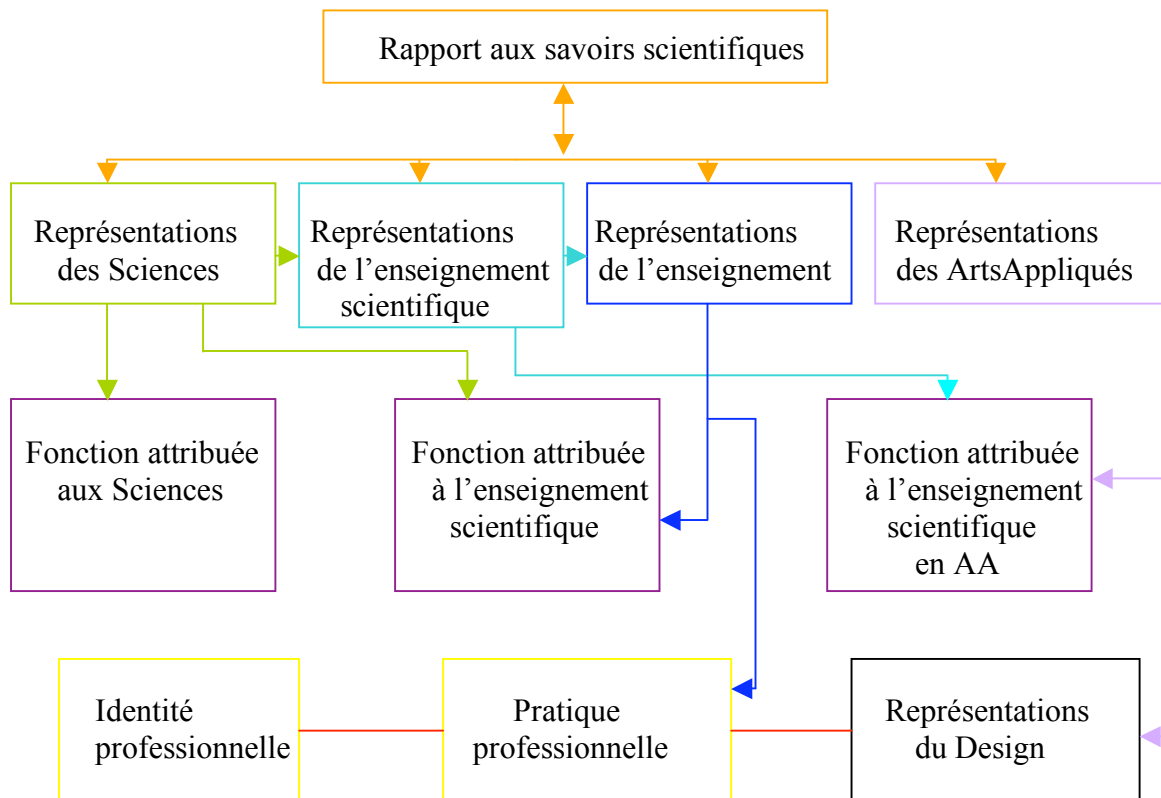 Rapport aux savoirs scientifiques
Représentations
des Sciences
Représentations
de l’enseignement
scientifique
Représentations
de l’enseignement
Représentations
des ArtsAppliqués
Fonction attribuée
aux Sciences
Fonction attribuée
à l’enseignement
scientifique
Fonction attribuée
à l’enseignement
scientifique
en AA
Identité
professionnelle
Pratique
professionnelle
Représentations
du Design